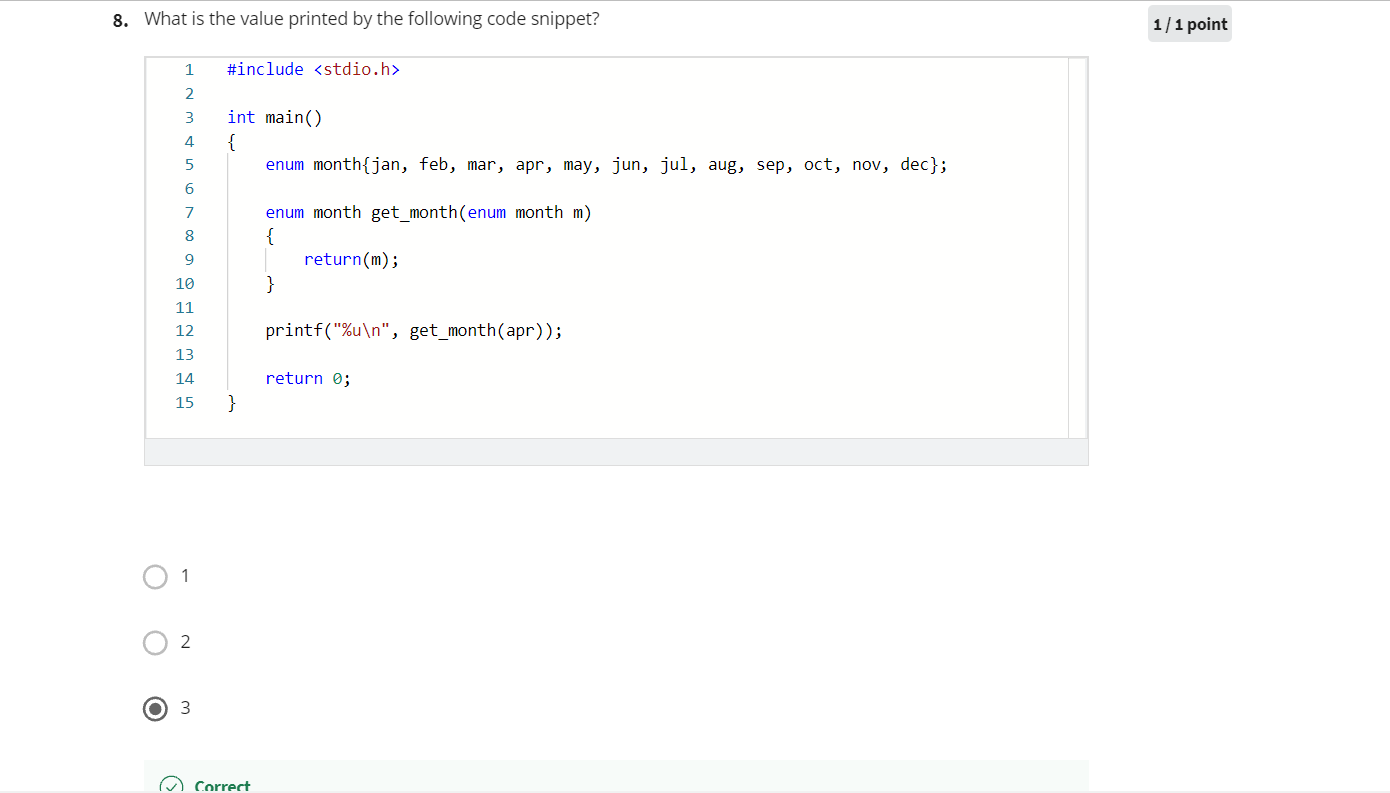 8. What is the value printed by the following code snippet?
1 / 1 point
1 #include <stdio.h>
2
3 int main()
4 {
5 enum month{jan, feb, mar, apr, may, jun, jul, aug, sep, oct, nov, dec};
6
7 enum month get_month(enum month m)
8 {
9 return(m);
10 }
11
12 printf("%u\n", get_month(apr));
13
14 return 0;
15 }
1
2
3
Correct